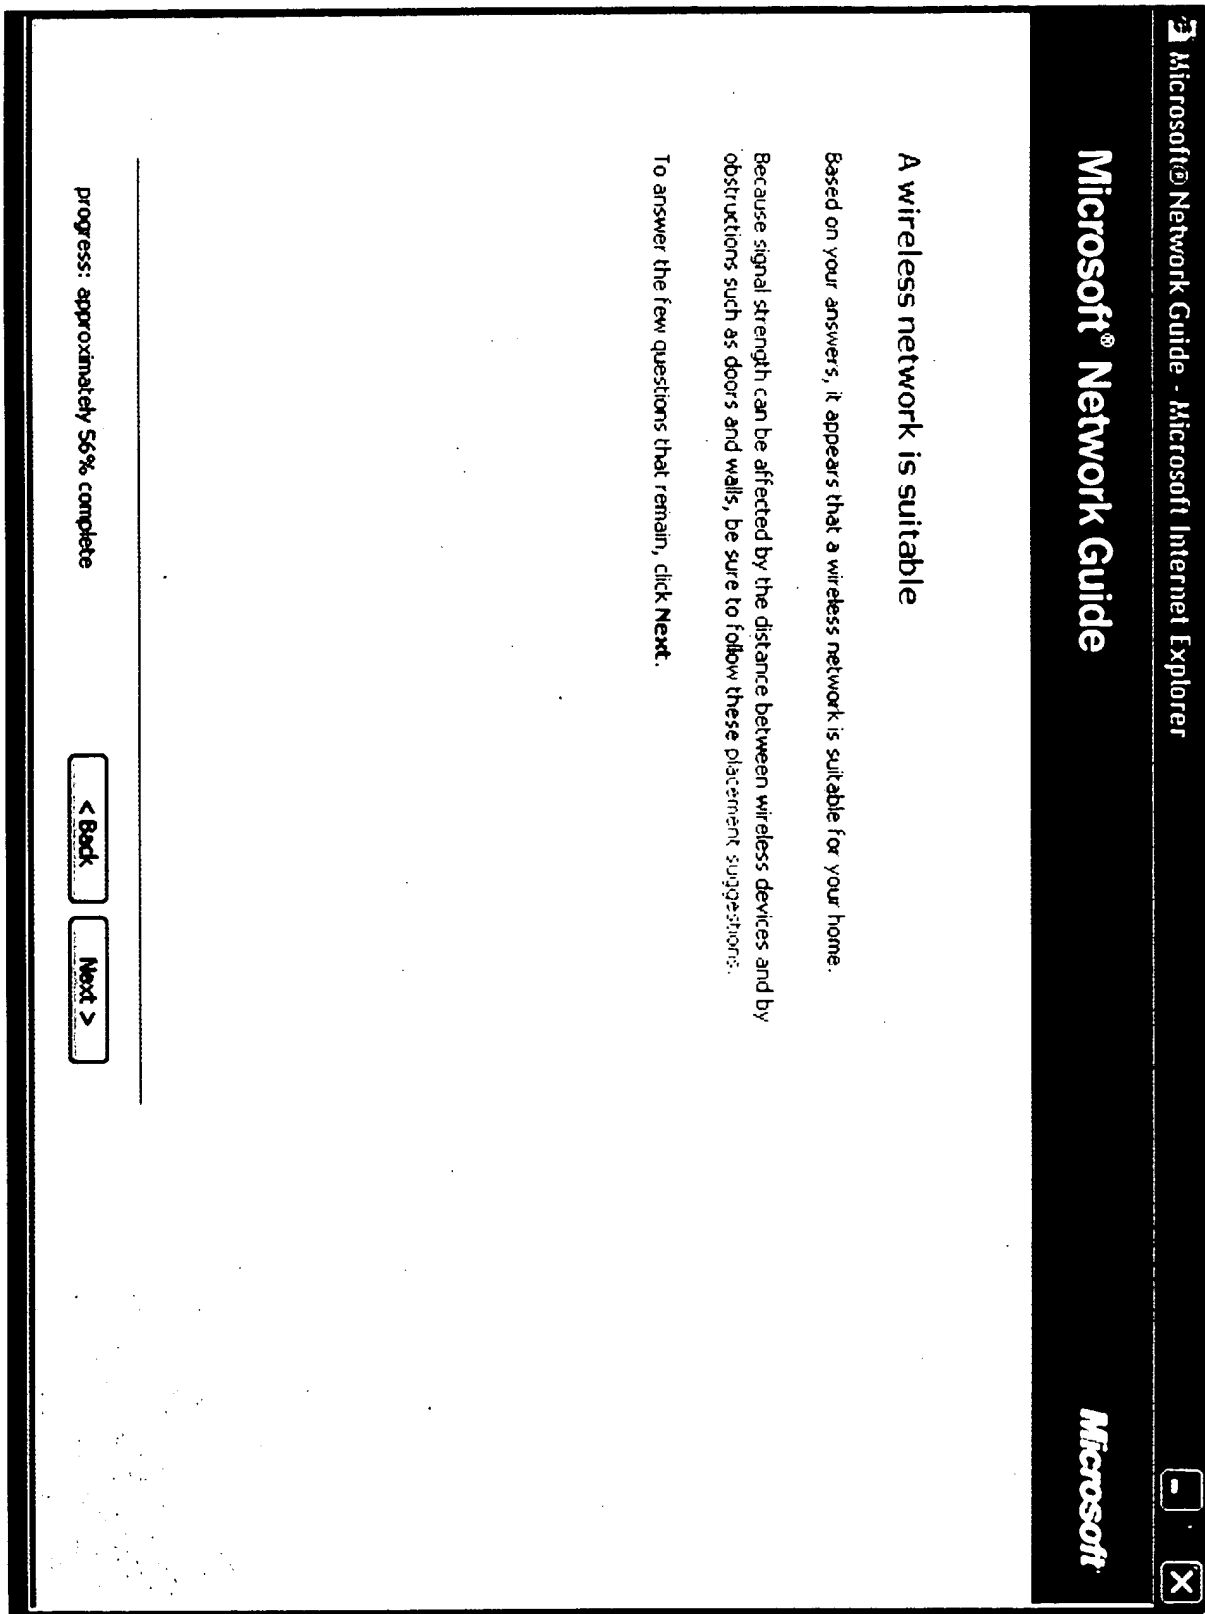 Microsoft® Network Guide - Microsoft Internet Explorer
Microsoft® Network Guide
Microsoft
A wireless network is suitable
Based on your answers, it appears that a wireless network is suitable for your home.
Because signal strength can be affected by the distance between wireless devices and by
obstructions such as doors and walls, be sure to follow these placement suggestions.
To answer the few questions that remain, click Next.
progress: approximately 56% complete
< Back
Next >